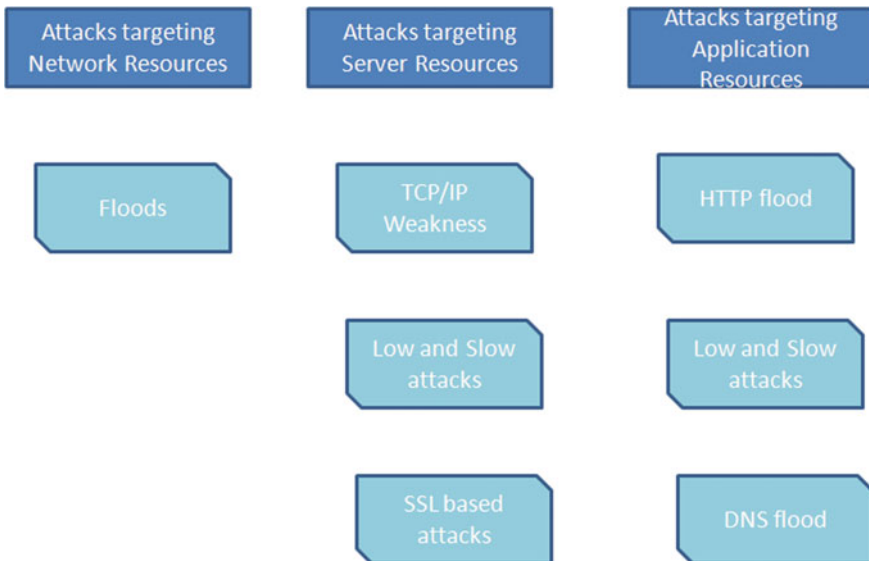 Attacks targeting
Network Resources
Attacks targeting
Server Resources
Attacks targeting
Application
Resources
Floods
TCP/IP
Weakness
HTTP flood
Low and Slow
attacks
Low and Slow
attacks
SSL based
attacks
DNS flood